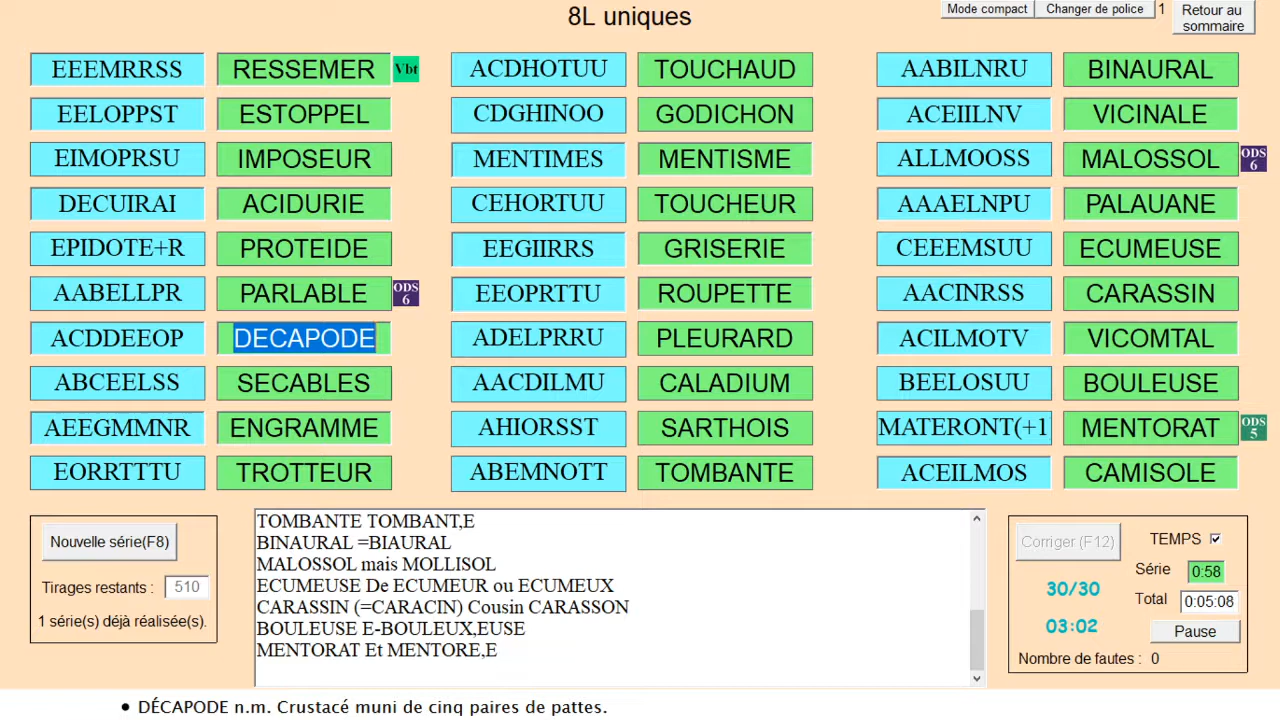 8L uniques
Mode compact Changer de police 1 Retour au sommaire
EEEMRRSS RESSEMER Vbt ACDHOTUU TOUCHAUD AABILNRU BINAURAL
EELOPPST ESTOPPEL CDGHINOO GODICHON ACEIILNV VICINALE
EIMOPRSU IMPOSEUR MENTIMES MENTISME ALLMOOSS MALOSSOL ODS 6
DECUIRAI ACIDURIE CEHORTUU TOUCHEUR AAAELNPU PALAUANE
EPIDOTE+R PROTEIDE EEGIIRRS GRISERIE CEEEMSUU ECUMEUSE
AABELLPR PARLABLE ODS 6 EEOPRTTU ROUPETTE AACINRSS CARASSIN
ACDDEEOP DECAPODE ADELPRRU PLEURARD ACILMOTV VICOMTAL
ABCEELSS SECABLES AACDILMU CALADIUM BEELOSUU BOULEUSE
AEEGMMNR ENGRAMME AHIORSST SARTHOIS MATERONT(+1 MENTORAT ODS 5
EORRTTTU TROTTEUR ABEMNOTT TOMBANTE ACEILMOS CAMISOLE
Nouvelle série(F8)
Tirages restants : 510
1 série(s) déjà réalisée(s).
TOMBANTE TOMBANT,E
BINAURAL =BIAURAL
MALOSSOL mais MOLLISOL
ECUMEUSE De ECUMEUR ou ECUMEUX
CARASSIN (=CARACIN) Cousin CARASSON
BOULEUSE E-BOULEUX,EUSE
MENTORAT Et MENTORE,E
Corriger (F12) TEMPS
Série 0:58
30/30
Total 0:05:08
03:02
Pause
Nombre de fautes : 0
• DÉCAPODE n.m. Crustacé muni de cinq paires de pattes.